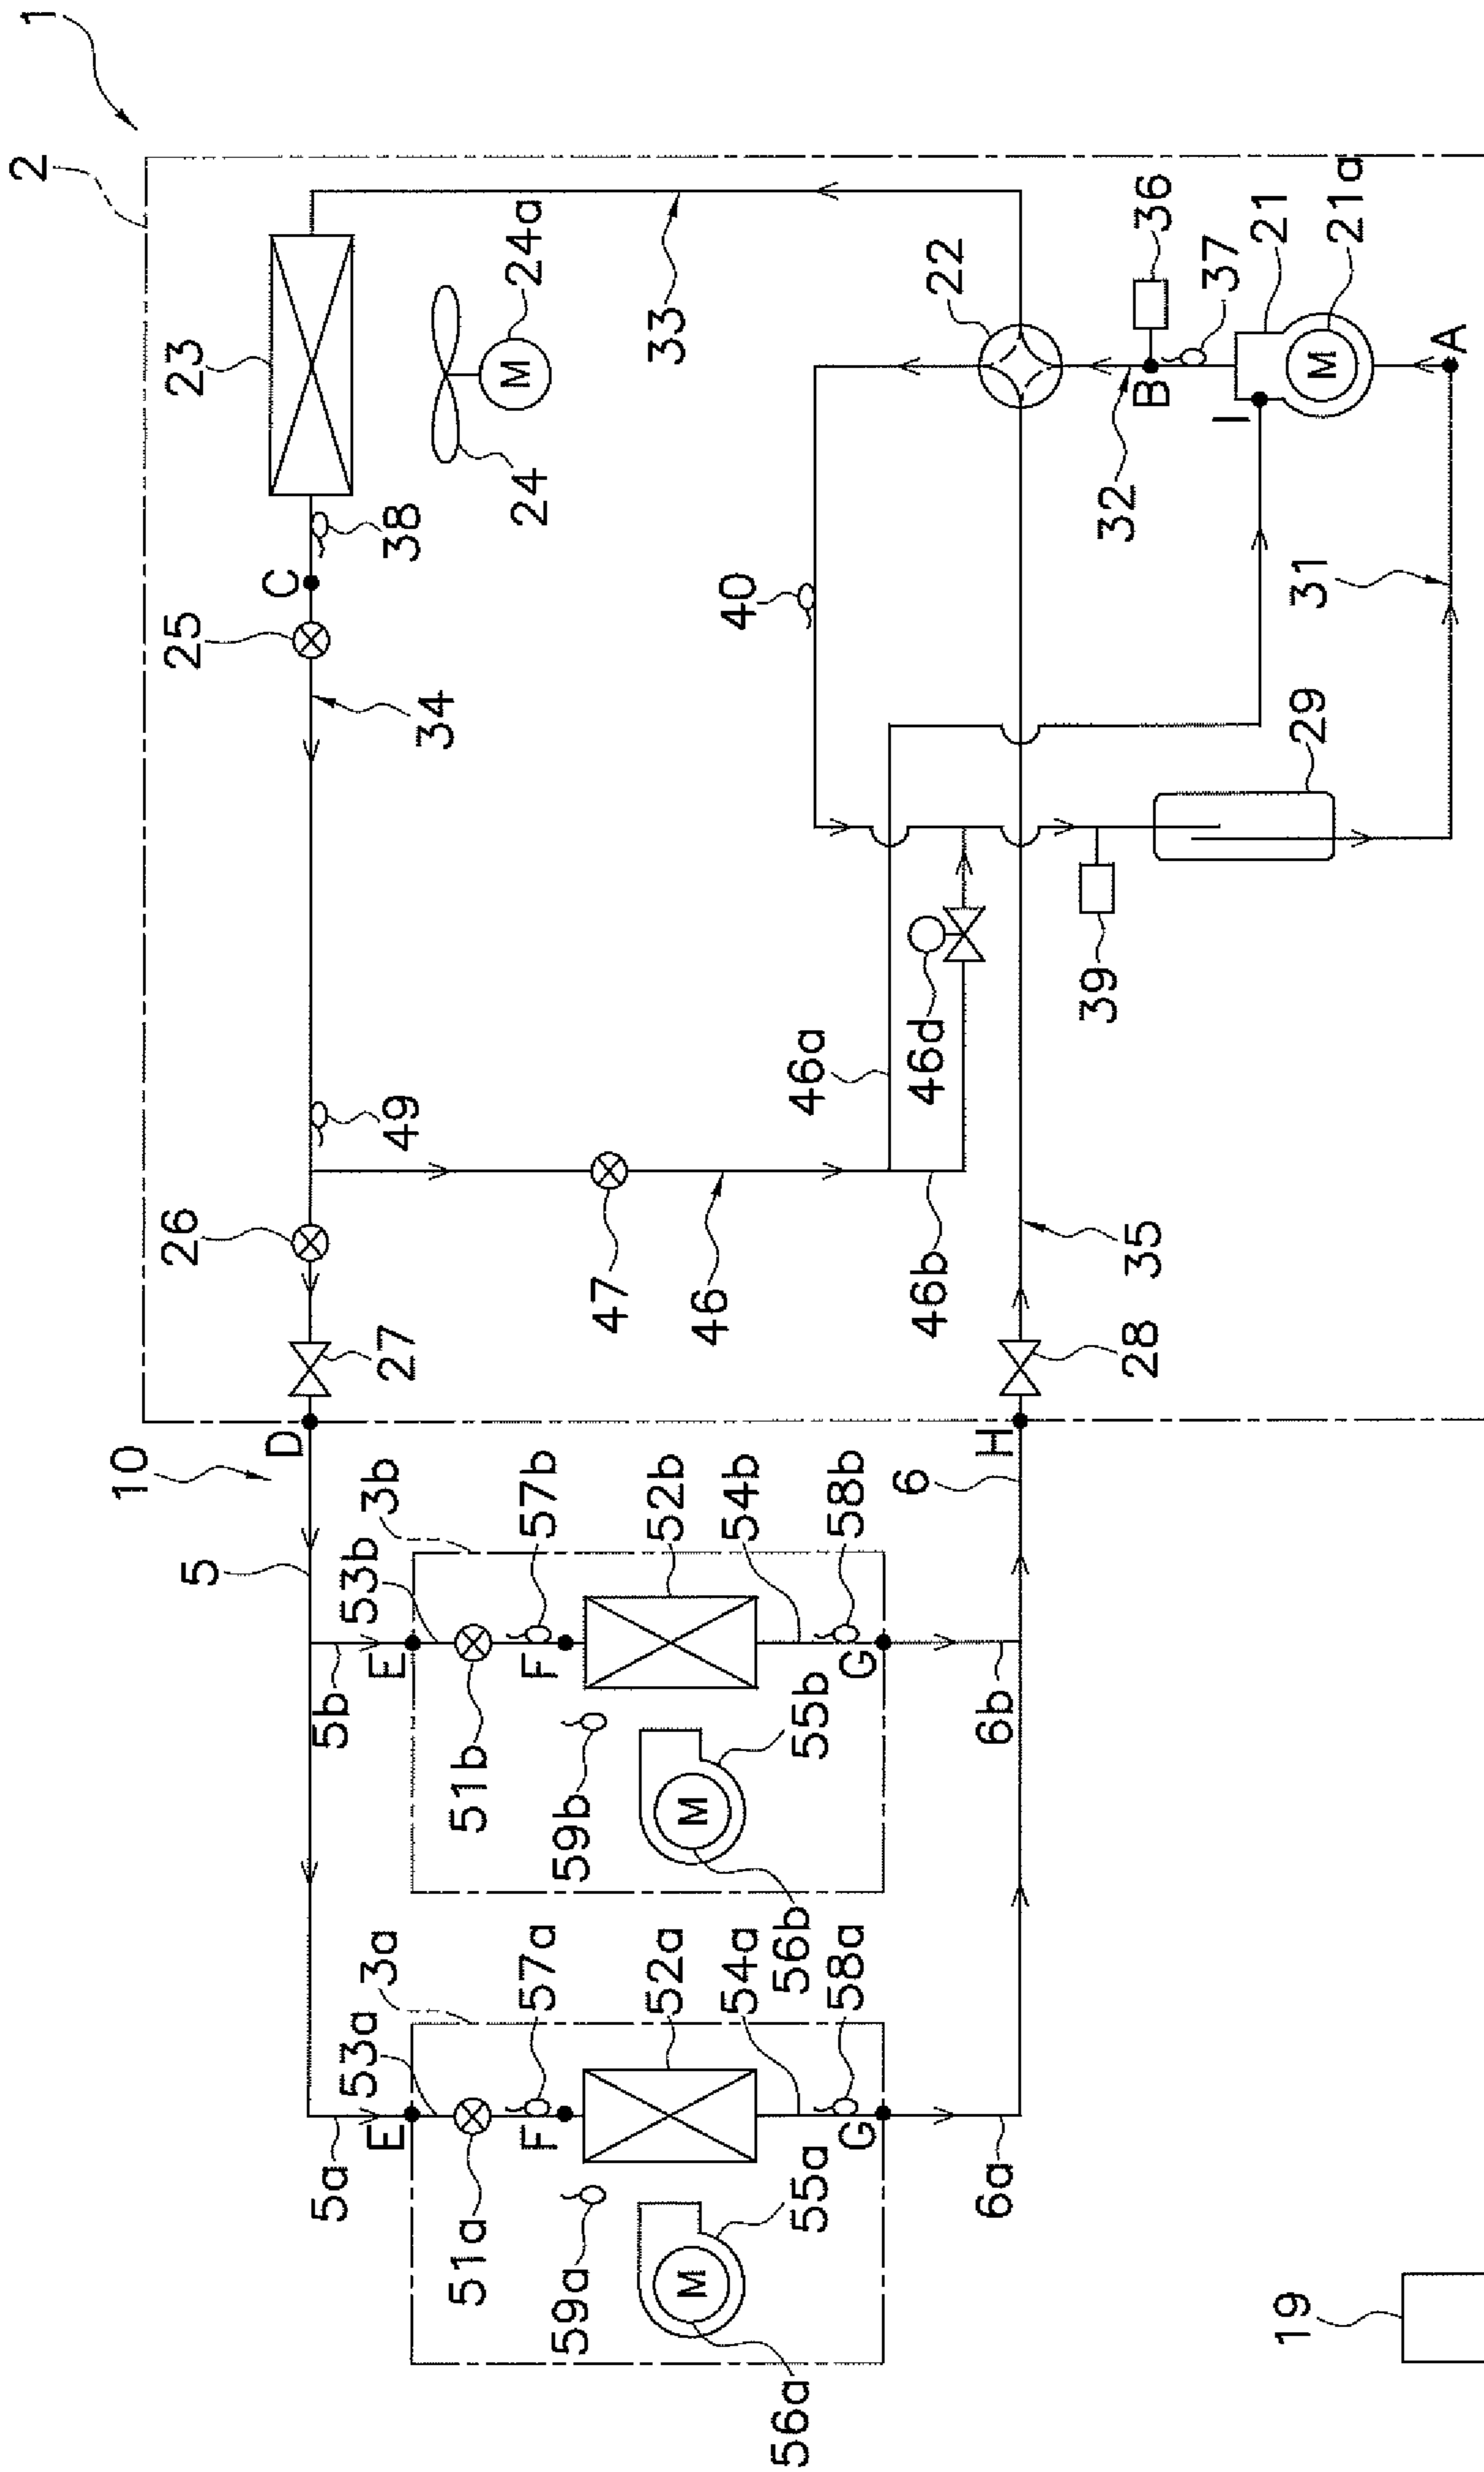 2
1
10
26
25
23
5
D
C
5a
5b
E
53a
3a
E
53b
3b
27
49
38
34
51a
51b
F
57a
F
57b
24
M
24a
59a
59b
47
52a
52b
33
M
M
46
54a
54b
40
56a
56b
55a
55b
46a
G
58a
G
58b
6
46b
46d
22
6a
6b
H
39
32
28
35
B
36
37
I
21
19
29
31
M
21a
A